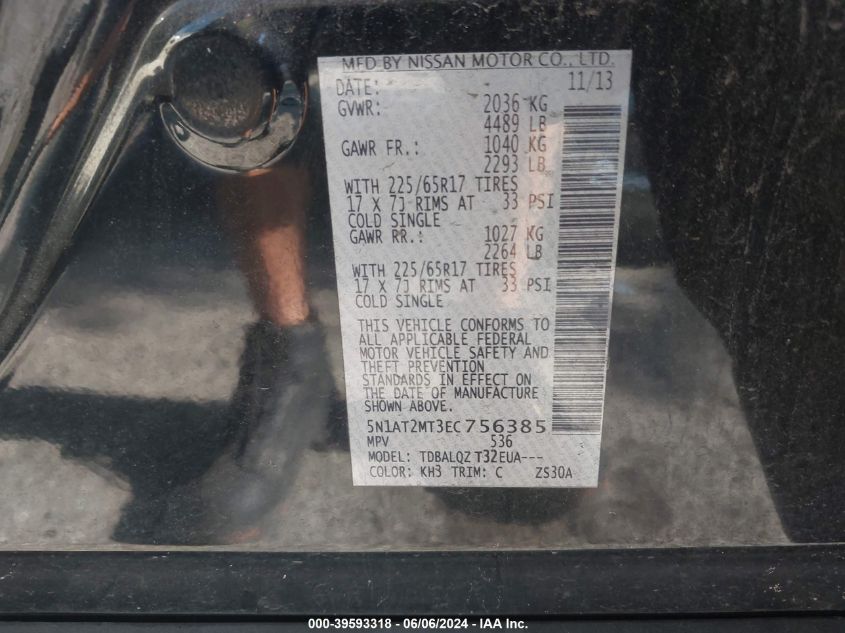 MFD BY NISSAN MOTOR CO., LTD.
DATE: - 11/13
GVWR: 2036 KG
4489 LB
GAWR FR.: 1040 KG
2293 LB
WITH 225/65R17 TIRES
17 X 7J RIMS AT 33 PSI
COLD SINGLE
GAWR RR.: 1027 KG
2264 LB
WITH 225/65R17 TIRES
17 X 7J RIMS AT 33 PSI
COLD SINGLE
THIS VEHICLE CONFORMS TO
ALL APPLICABLE FEDERAL
MOTOR VEHICLE SAFETY AND
THEFT PREVENTION
STANDARDS IN EFFECT ON
THE DATE OF MANUFACTURE
SHOWN ABOVE.
5N1AT2MT3EC756385
MPV 536
MODEL: TDBALQZ T32EUA---
COLOR: KH3 TRIM: C ZS30A
000-39593318 - 06/06/2024 - IAA Inc.